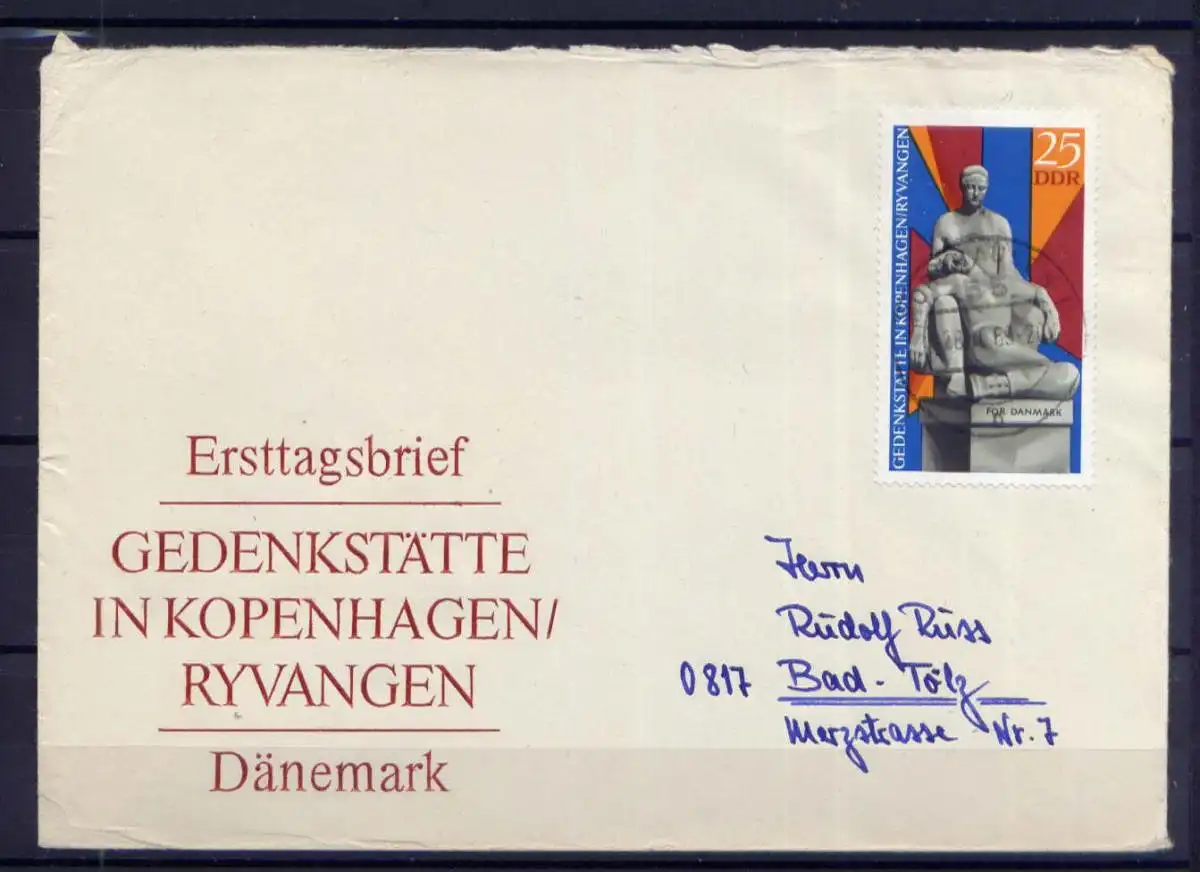 25
DDR
GEDENKSTÄTTE IN KOPENHAGEN/RYVANGEN
FOR DANMARK
Ersttagsbrief
GEDENKSTÄTTE
IN KOPENHAGEN/
RYVANGEN
Dänemark
Herrn
Rudolf Russ
0817 Bad-Tölz
Merzstrasse Nr. 7